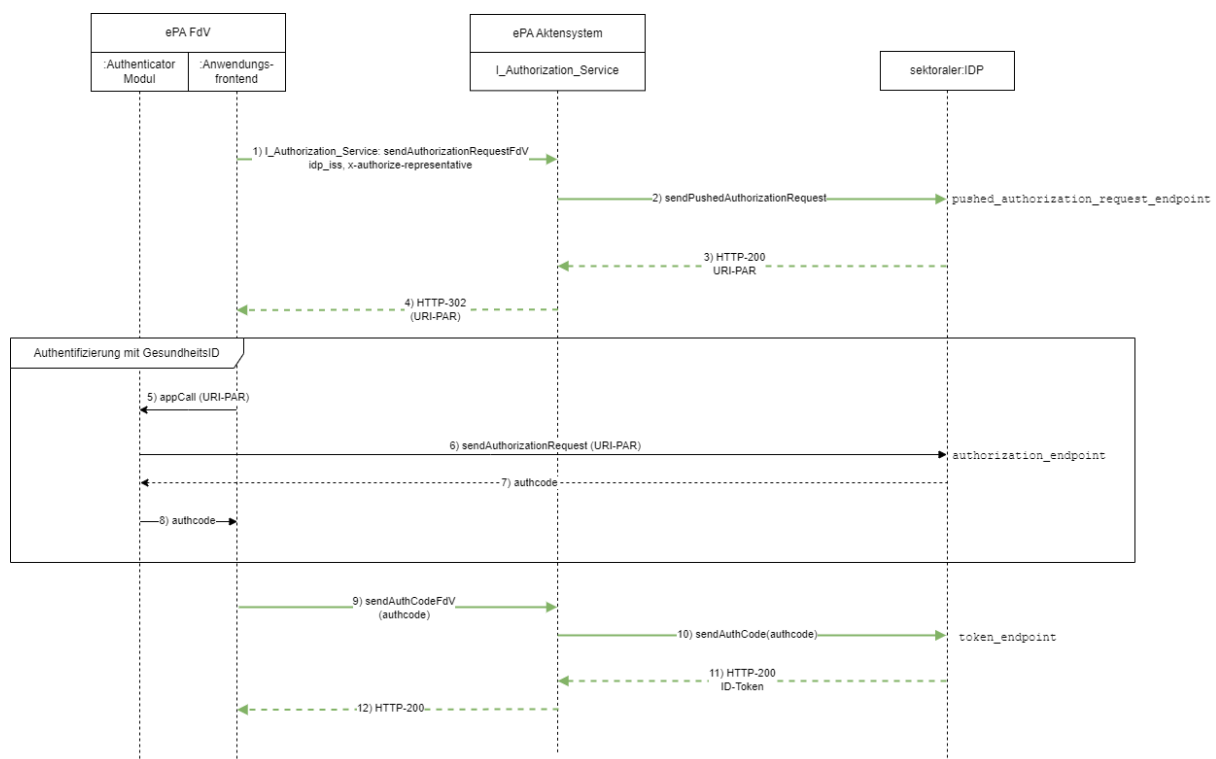 ePA FdV
:Authenticator
Modul
:Anwendungs-
frontend
ePA Aktensystem
I_Authorization_Service
sektoraler:IDP
1) I_Authorization_Service: sendAuthorizationRequestFdV
idp_iss, x-authorize-representative
2) sendPushedAuthorizationRequest
pushed_authorization_request_endpoint
3) HTTP-200
URI-PAR
4) HTTP-302
(URI-PAR)
Authentifizierung mit GesundheitsID
5) appCall (URI-PAR)
6) sendAuthorizationRequest (URI-PAR)
authorization_endpoint
7) authcode
8) authcode
9) sendAuthCodeFdV
(authcode)
10) sendAuthCode(authcode)
token_endpoint
11) HTTP-200
ID-Token
12) HTTP-200